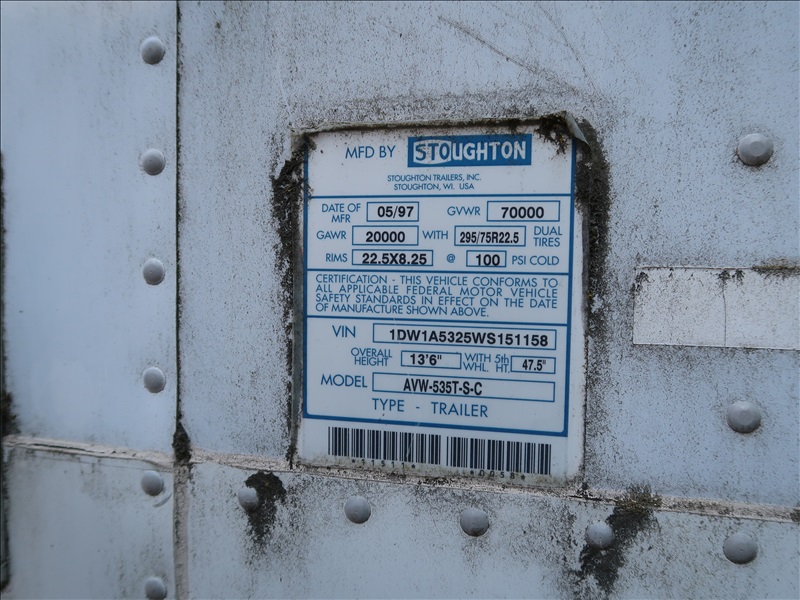 MFD BY STOUGHTON
STOUGHTON TRAILERS, INC.
STOUGHTON, WI. USA
DATE OF MFR 05/97 GVWR 70000
GAWR 20000 WITH 295/75R22.5 DUAL TIRES
RIMS 22.5X8.25 @ 100 PSI COLD
CERTIFICATION - THIS VEHICLE CONFORMS TO
ALL APPLICABLE FEDERAL MOTOR VEHICLE
SAFETY STANDARDS IN EFFECT ON THE DATE
OF MANUFACTURE SHOWN ABOVE.
VIN 1DW1A5325WS151158
OVERALL HEIGHT 13'6" WITH 5th WHL. HT. 47.5"
MODEL AVW-535T-S-C
TYPE - TRAILER